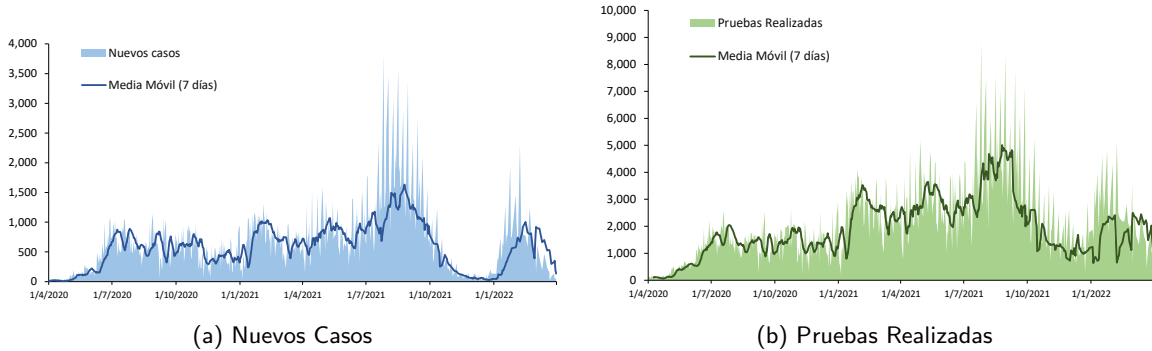 4,000
3,500
3,000
2,500
2,000
1,500
1,000
500
0
Nuevos casos
Media Móvil (7 días)
1/4/2020 1/7/2020 1/10/2020 1/1/2021 1/4/2021 1/7/2021 1/10/2021 1/1/2022
(a) Nuevos Casos
10,000
9,000
8,000
7,000
6,000
5,000
4,000
3,000
2,000
1,000
0
Pruebas Realizadas
Media Móvil (7 días)
1/4/2020 1/7/2020 1/10/2020 1/1/2021 1/4/2021 1/7/2021 1/10/2021 1/1/2022
(b) Pruebas Realizadas